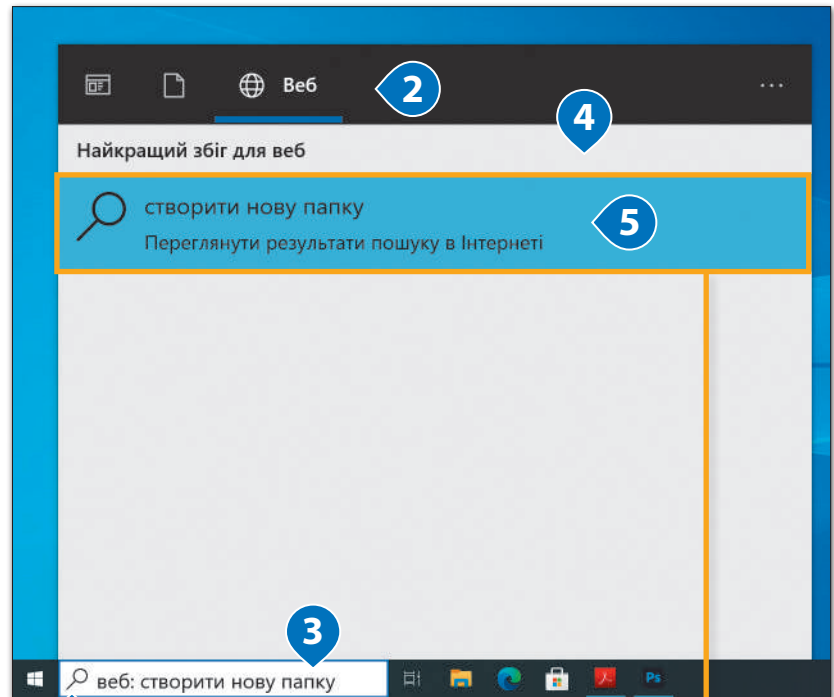 Веб
2
4
...
Найкращий збіг для веб
створити нову папку
5
Переглянути результати пошуку в Інтернеті
3
веб: створити нову папку
Ps